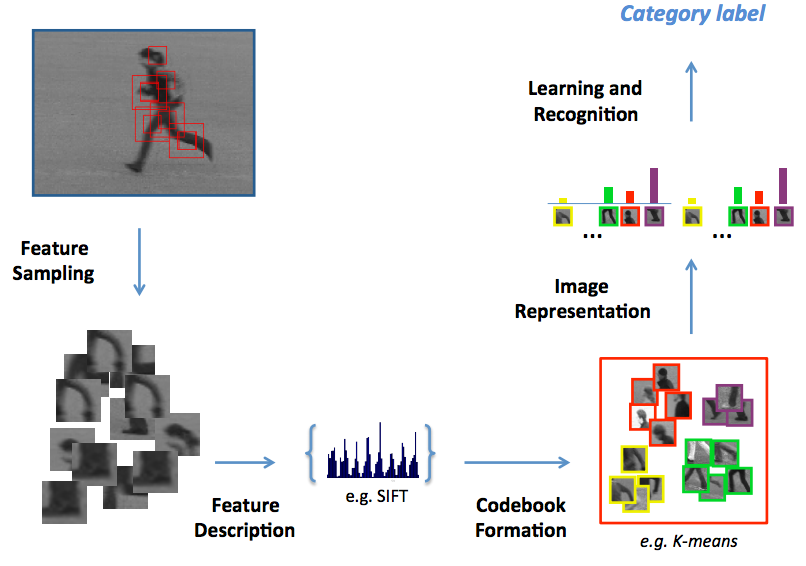 Category label
Learning and
Recognition
...
...
Feature
Sampling
Image
Representation
Feature
Description
e.g. SIFT
Codebook
Formation
e.g. K-means